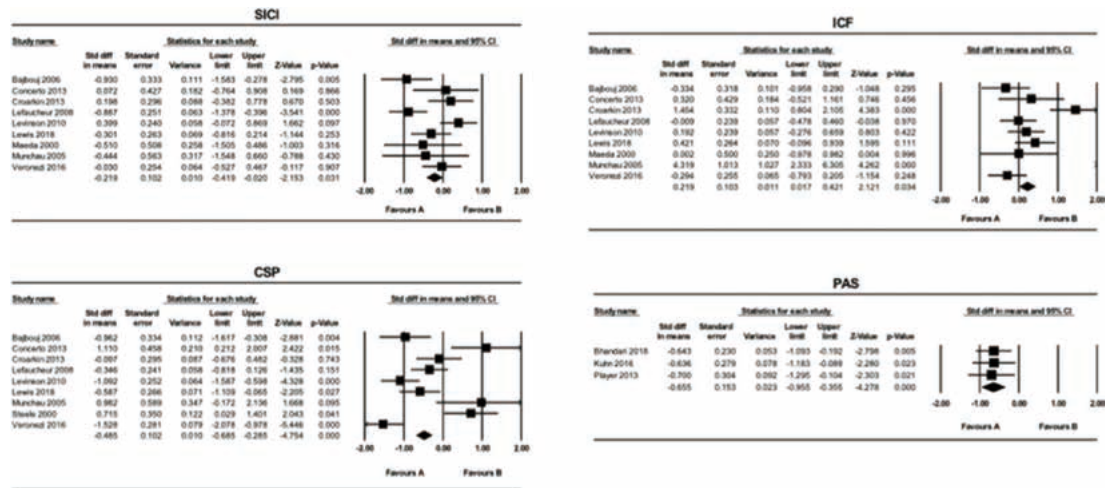 SICI
Study name Statistics for each study Std diff in means and 95% CI
Std diff in means Standard error Variance Lower limit Upper limit Z-Value p-Value
Bajbouj 2006 -0.930 0.333 0.111 -1.583 -0.278 -2.795 0.005
Concerto 2013 0.072 0.427 0.182 -0.764 0.908 0.169 0.866
Croarkin 2013 0.198 0.296 0.088 -0.382 0.778 0.670 0.503
Lefaucheur 2008 -0.887 0.251 0.063 -1.378 -0.396 -3.541 0.000
Levinson 2010 0.399 0.240 0.058 -0.072 0.869 1.662 0.097
Lewis 2018 -0.301 0.263 0.069 -0.816 0.214 -1.144 0.253
Maeda 2000 -0.510 0.508 0.258 -1.505 0.486 -1.003 0.316
Munchau 2005 -0.444 0.563 0.317 -1.548 0.660 -0.788 0.430
Veronezi 2016 -0.030 0.254 0.064 -0.527 0.467 -0.117 0.907
-0.219 0.102 0.010 -0.419 -0.020 -2.153 0.031
-2.00 -1.00 0.00 1.00 2.00
Favours A Favours B
ICF
Study name Statistics for each study Std diff in means and 95% CI
Std diff in means Standard error Variance Lower limit Upper limit Z-Value p-Value
Bajbouj 2006 -0.334 0.318 0.101 -0.958 0.290 -1.048 0.295
Concerto 2013 0.320 0.429 0.184 -0.521 1.161 0.746 0.456
Croarkin 2013 1.454 0.332 0.110 0.804 2.105 4.383 0.000
Lefaucheur 2008 -0.009 0.239 0.057 -0.478 0.460 -0.038 0.970
Levinson 2010 0.192 0.239 0.057 -0.276 0.659 0.803 0.422
Lewis 2018 0.421 0.264 0.070 -0.096 0.939 1.595 0.111
Maeda 2000 0.002 0.500 0.250 -0.978 0.982 0.004 0.996
Munchau 2005 4.319 1.013 1.027 2.333 6.305 4.262 0.000
Veronezi 2016 -0.294 0.255 0.065 -0.793 0.205 -1.154 0.248
0.219 0.103 0.011 0.017 0.421 2.121 0.034
-2.00 -1.00 0.00 1.00 2.00
Favours A Favours B
CSP
Study name Statistics for each study Std diff in means and 95% CI
Std diff in means Standard error Variance Lower limit Upper limit Z-Value p-Value
Bajbouj 2006 -0.962 0.334 0.112 -1.617 -0.308 -2.881 0.004
Concerto 2013 1.110 0.458 0.210 0.212 2.007 2.422 0.015
Croarkin 2013 -0.097 0.295 0.087 -0.676 0.482 -0.328 0.743
Lefaucheur 2008 -0.346 0.241 0.058 -0.818 0.126 -1.435 0.151
Levinson 2010 -1.092 0.252 0.064 -1.587 -0.598 -4.328 0.000
Lewis 2018 -0.587 0.266 0.071 -1.109 -0.065 -2.205 0.027
Munchau 2005 0.982 0.589 0.347 -0.172 2.136 1.668 0.095
Steele 2000 0.715 0.350 0.122 0.029 1.401 2.043 0.041
Veronezi 2016 -1.528 0.281 0.079 -2.078 -0.978 -5.446 0.000
-0.485 0.102 0.010 -0.685 -0.285 -4.754 0.000
-2.00 -1.00 0.00 1.00 2.00
Favours A Favours B
PAS
Study name Statistics for each study Std diff in means and 95% CI
Std diff in means Standard error Variance Lower limit Upper limit Z-Value p-Value
Bhandari 2018 -0.643 0.230 0.053 -1.093 -0.192 -2.798 0.005
Kuhn 2016 -0.636 0.279 0.078 -1.183 -0.089 -2.280 0.023
Player 2013 -0.700 0.304 0.092 -1.295 -0.104 -2.303 0.021
-0.655 0.153 0.023 -0.955 -0.355 -4.278 0.000
-2.00 -1.00 0.00 1.00 2.00
Favours A Favours B